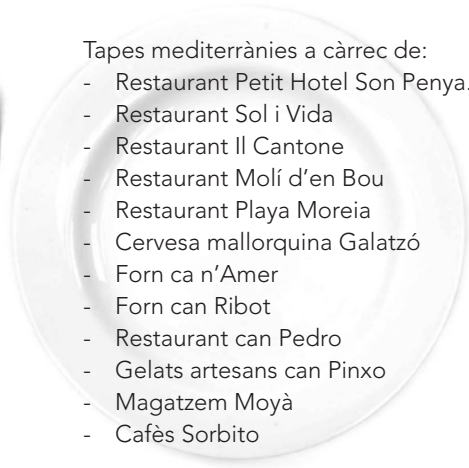 Tapes mediterrànies a càrrec de:
- Restaurant Petit Hotel Son Penya.
- Restaurant Sol i Vida
- Restaurant Il Cantone
- Restaurant Molí d’en Bou
- Restaurant Playa Moreia
- Cervesa mallorquina Galatzó
- Forn ca n’Amer
- Forn can Ribot
- Restaurant can Pedro
- Gelats artesans can Pinxo
- Magatzem Moyà
- Cafès Sorbito